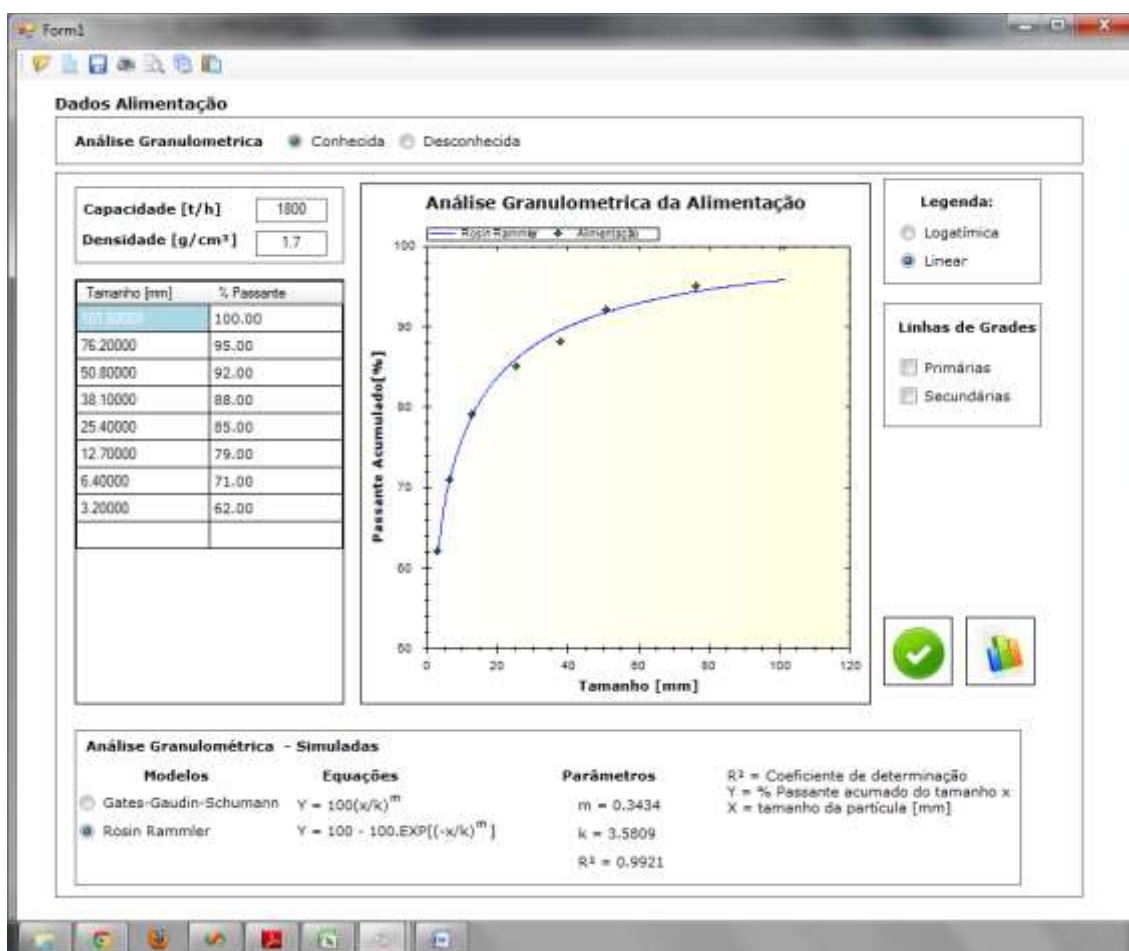 Form1
Dados Alimentação
Análise Granulometrica Conhecida Desconhecida
Capacidade [t/h] 1800
Densidade [g/cm³] 1.7
Tamanho [mm] % Passante
100.00
76.20000 95.00
50.80000 92.00
38.10000 88.00
25.40000 85.00
12.70000 79.00
6.40000 71.00
3.20000 62.00
Análise Granulometrica da Alimentação
Rosin Rammler Alimentação
100
90
80
70
60
50
Passante Acumulado[%]
0 20 40 60 80 100 120
Tamanho [mm]
Legenda:
Logatímica
Linear
Linhas de Grades
Primárias
Secundárias
Análise Granulométrica - Simuladas
Modelos Equações Parâmetros
Gates-Gaudin-Schumann Y = 100(x/k)^m m = 0.3434
Rosin Rammler Y = 100 - 100.EXP[(-x/k)^m] k = 3.5809
R² = 0.9921
R² = Coeficiente de determinação
Y = % Passante acumado do tamanho x
X = tamanho da partícula [mm]